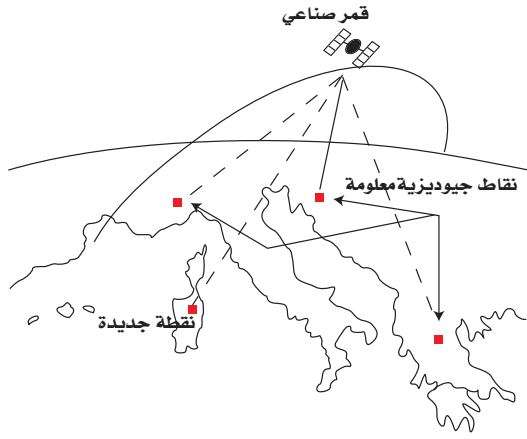 قمر صناعي
نقاط جيوديزية معلومة
نقطة جديدة